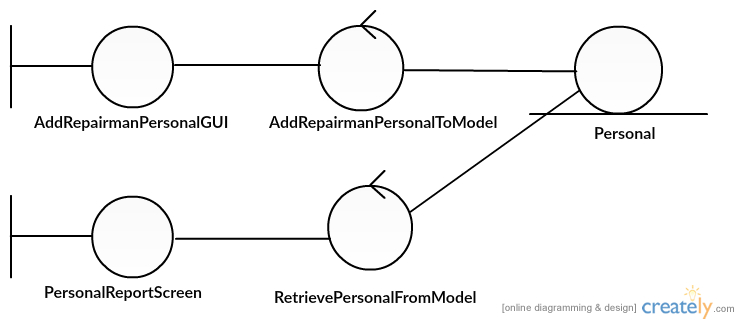 AddRepairmanPersonalGUI
AddRepairmanPersonalToModel
Personal
PersonalReportScreen
RetrievePersonalFromModel
[online diagramming & design] creately.com